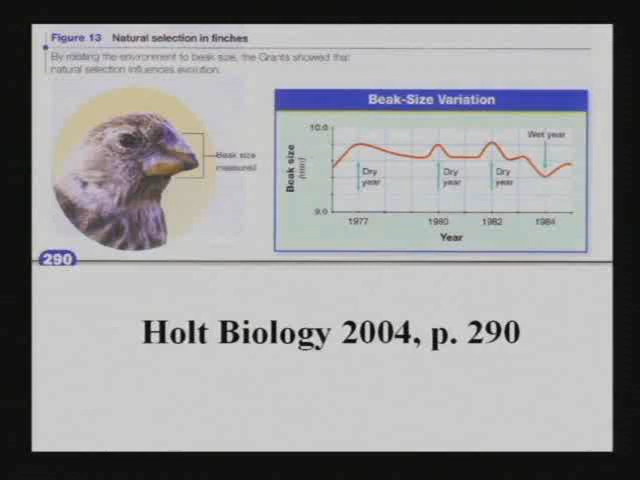 Figure 13 Natural selection in finches
By relating the environment to beak size, the Grants showed that
natural selection influences evolution.
Beak-Size Variation
Beak size
measured
Beak size
(mm)
10.0
9.0
Dry
year
Dry
year
Dry
year
Wet year
1977
1980
1982
1984
Year
290
Holt Biology 2004, p. 290